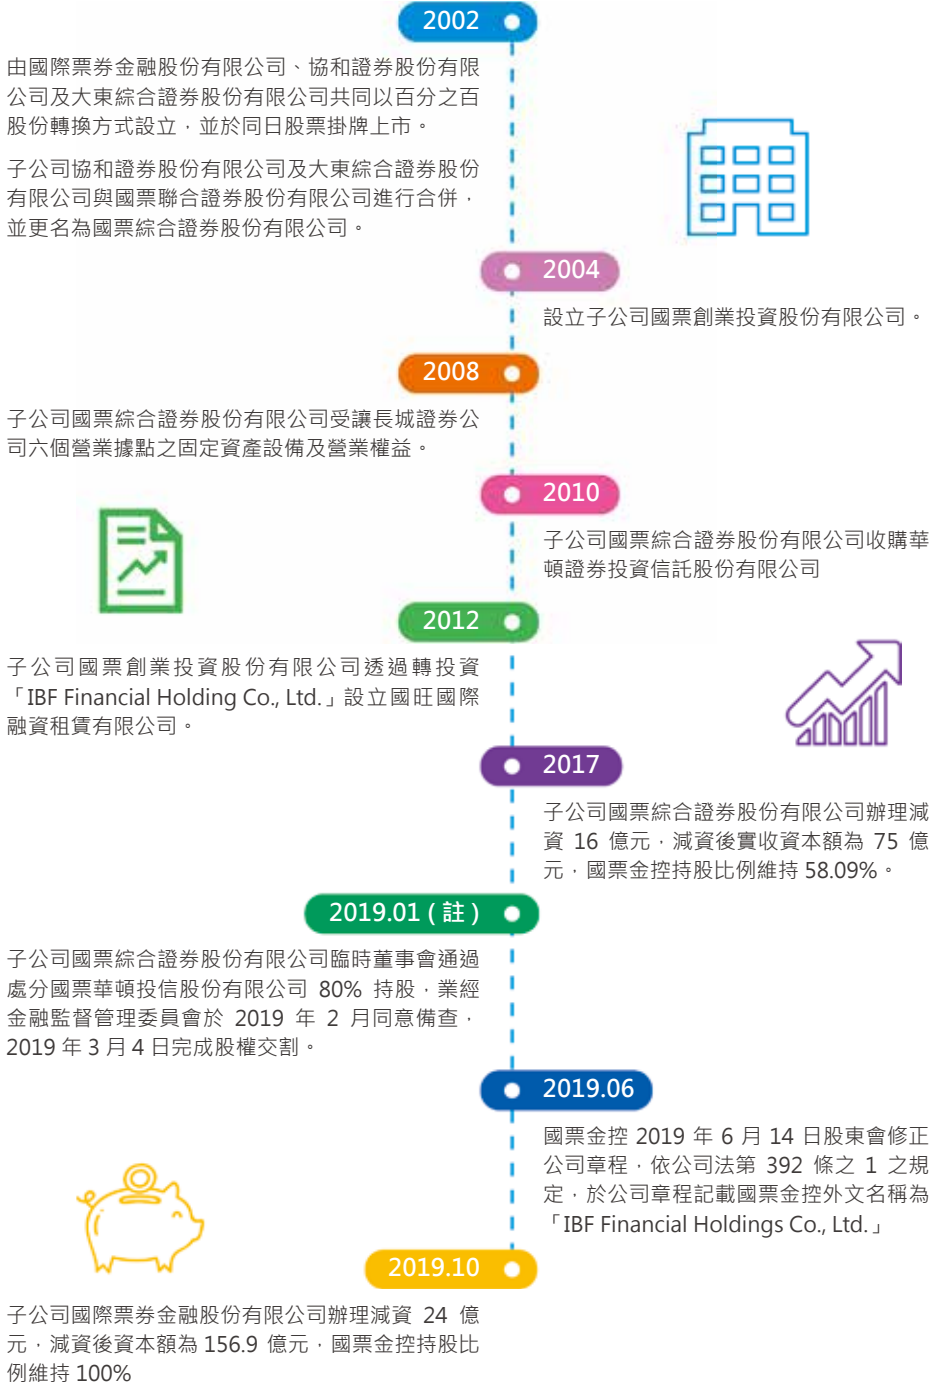 2002
由國際票券金融股份有限公司、協和證券股份有限
公司及大東綜合證券股份有限公司共同以百分之百
股份轉換方式設立，並於同日股票掛牌上市。
子公司協和證券股份有限公司及大東綜合證券股份
有限公司與國票聯合證券股份有限公司進行合併，
並更名為國票綜合證券股份有限公司。
2004
設立子公司國票創業投資股份有限公司。
2008
子公司國票綜合證券股份有限公司受讓長城證券公
司六個營業據點之固定資產設備及營業權益。
2010
子公司國票綜合證券股份有限公司收購華
頓證券投資信託股份有限公司
2012
子公司國票創業投資股份有限公司透過轉投資
「IBF Financial Holding Co., Ltd.」設立國旺國際
融資租賃有限公司。
2017
子公司國票綜合證券股份有限公司辦理減
資 16 億元，減資後實收資本額為 75 億
元，國票金控持股比例維持 58.09%。
2019.01 ( 註 )
子公司國票綜合證券股份有限公司臨時董事會通過
處分國票華頓投信股份有限公司 80% 持股，業經
金融監督管理委員會於 2019 年 2 月同意備查，
2019 年 3 月 4 日完成股權交割。
2019.06
國票金控 2019 年 6 月 14 日股東會修正
公司章程，依公司法第 392 條之 1 之規
定，於公司章程記載國票金控外文名稱為
「IBF Financial Holdings Co., Ltd.」
2019.10
子公司國際票券金融股份有限公司辦理減資 24 億
元，減資後資本額為 156.9 億元，國票金控持股比
例維持 100%